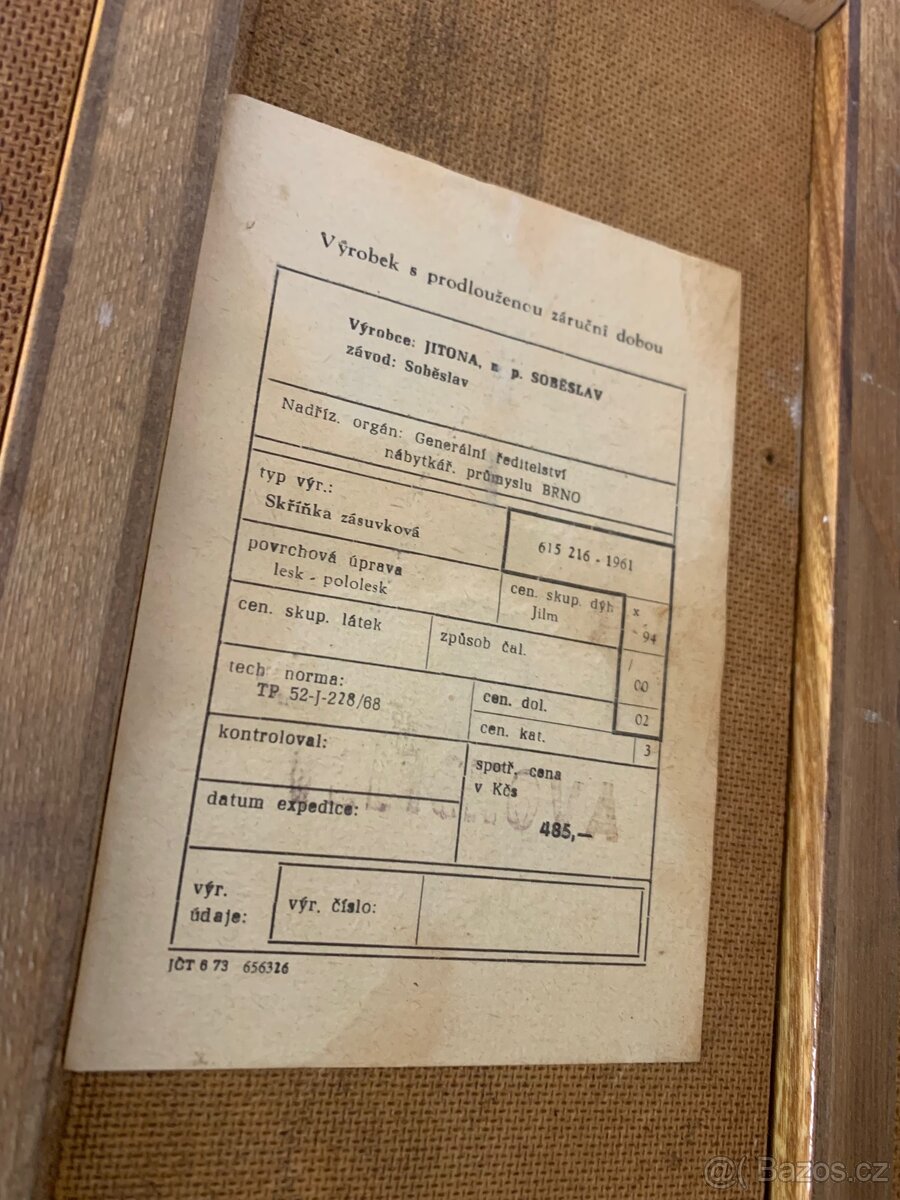 Výrobek s prodlouženou záruční dobou
Výrobce: JITONA, n. p. SOBĚSLAV
závod: Soběslav
Nadříz. orgán: Generální ředitelství
nábytkář. průmyslu BRNO
typ výr.:
Skříňka zásuvková
615 216 - 1961
povrchová úprava
lesk - pololesk
cen. skup. dýh
Jilm
x
- 94
cen. skup. látek
způsob čal.
/
00
tech. norma:
TP 52-J-228/68
cen. dol.
02
cen. kat.
3
kontroloval:
spotř. cena
v Kčs
485,—
datum expedice:
výr.
údaje:
výr. číslo:
JČT 6 73 656326
@( Bazos.cz